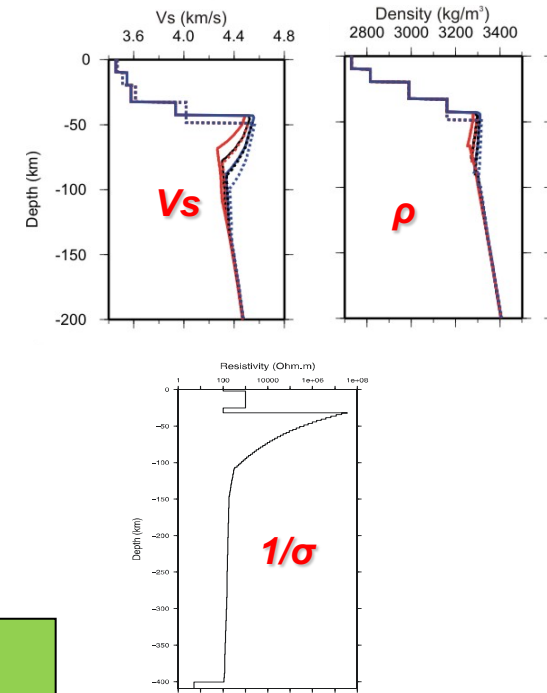 Vs (km/s)
3.6 4.0 4.4 4.8
0
-50
-100
-150
-200
Depth (km)
Vs
Density (kg/m³)
2800 3000 3200 3400
ρ
Resistivity (Ohm.m)
1 100 10000 1e+06 1e+08
0
-50
-100
-150
-200
-250
-300
-350
-400
Depth (km)
1/σ